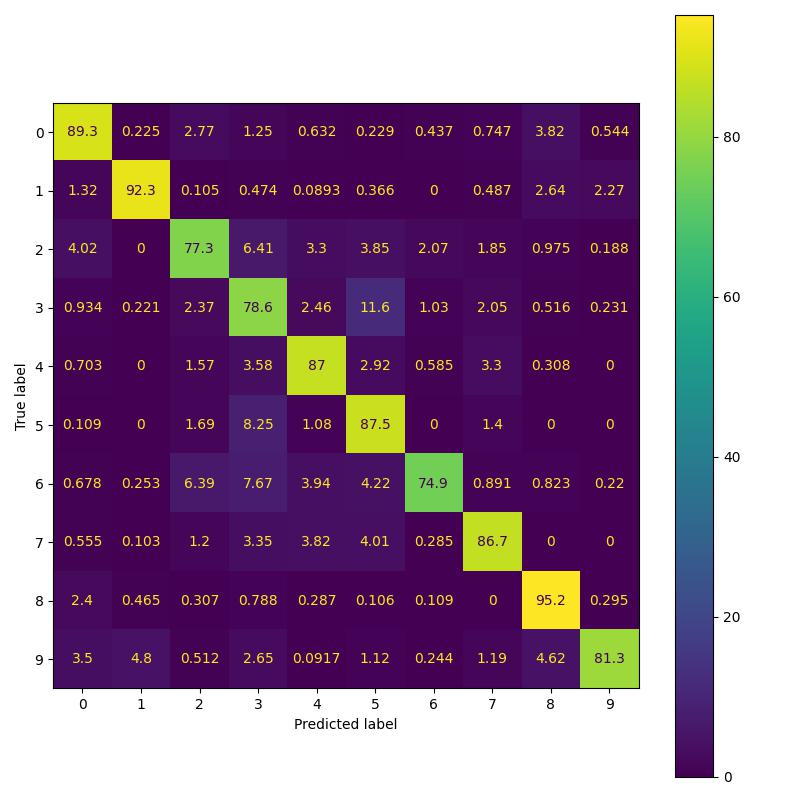 0 89.3 0.225 2.77 1.25 0.632 0.229 0.437 0.747 3.82 0.544
1 1.32 92.3 0.105 0.474 0.0893 0.366 0 0.487 2.64 2.27
2 4.02 0 77.3 6.41 3.3 3.85 2.07 1.85 0.975 0.188
3 0.934 0.221 2.37 78.6 2.46 11.6 1.03 2.05 0.516 0.231
4 0.703 0 1.57 3.58 87 2.92 0.585 3.3 0.308 0
5 0.109 0 1.69 8.25 1.08 87.5 0 1.4 0 0
6 0.678 0.253 6.39 7.67 3.94 4.22 74.9 0.891 0.823 0.22
7 0.555 0.103 1.2 3.35 3.82 4.01 0.285 86.7 0 0
8 2.4 0.465 0.307 0.788 0.287 0.106 0.109 0 95.2 0.295
9 3.5 4.8 0.512 2.65 0.0917 1.12 0.244 1.19 4.62 81.3
0 1 2 3 4 5 6 7 8 9
Predicted label
True label
80
60
40
20
0